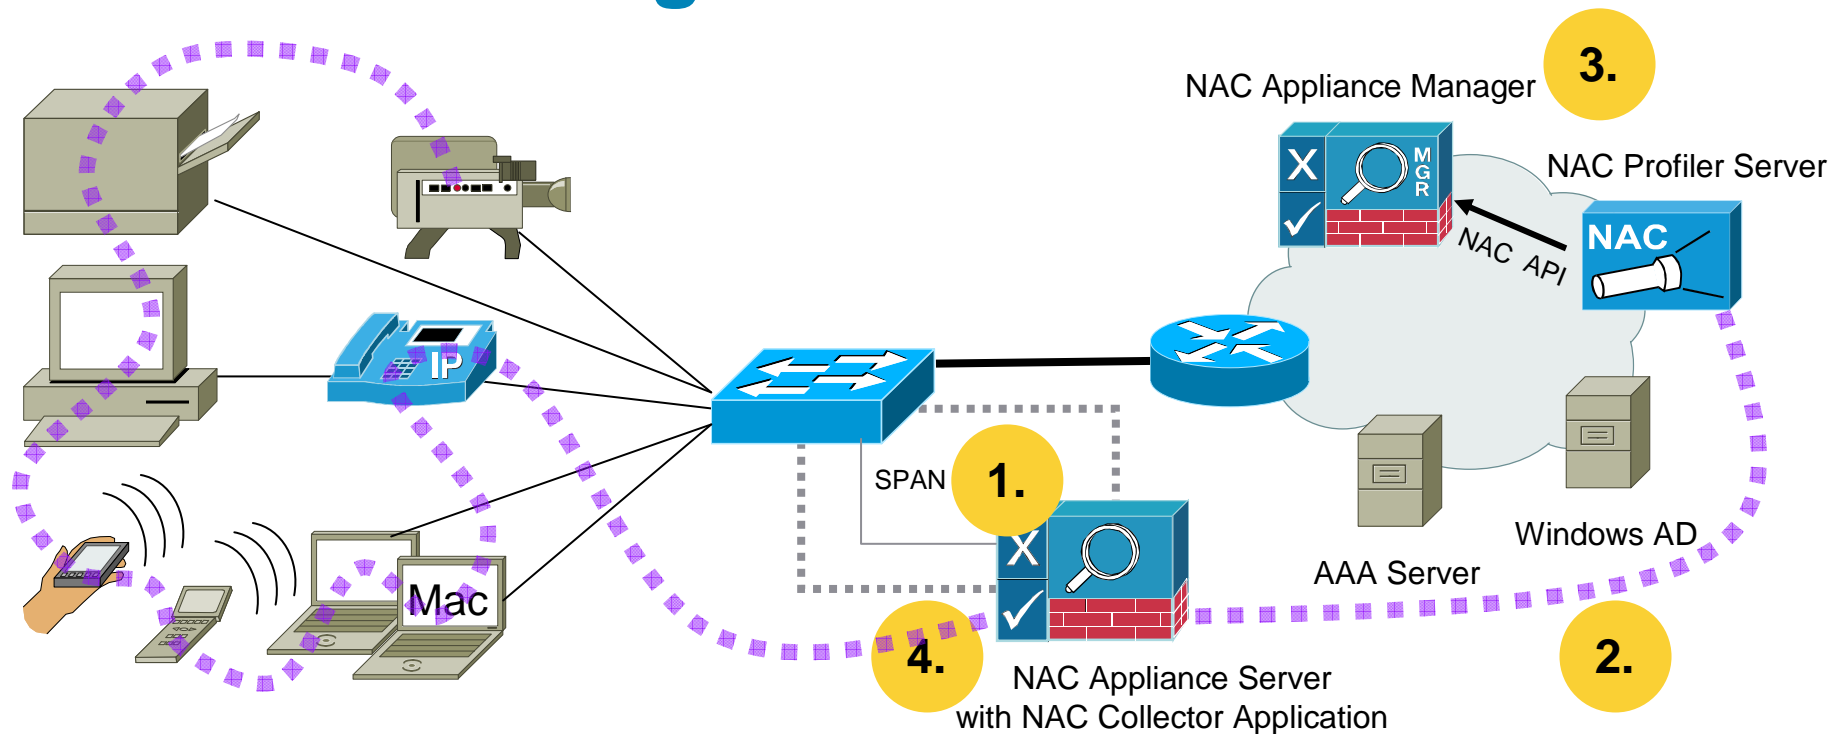 3.
NAC Appliance Manager
NAC Profiler Server
X
MGR
NAC
NAC API
IP
SPAN
1.
X
Windows AD
AAA Server
Mac
4.
2.
NAC Appliance Server
with NAC Collector Application